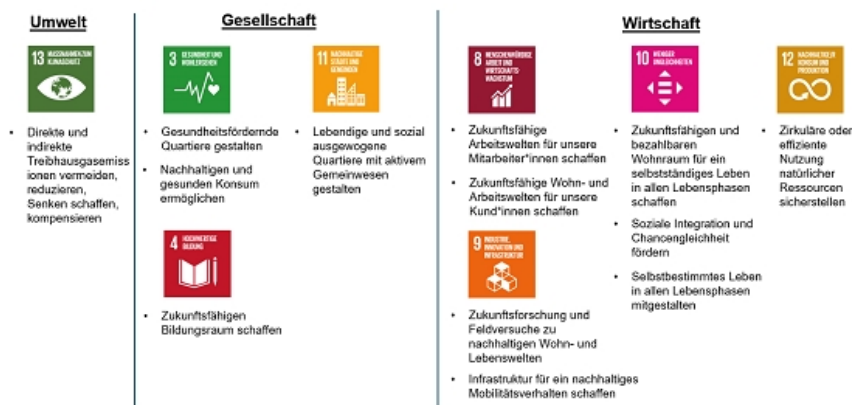 Umwelt
13 MASSNAHMEN ZUM
KLIMASCHUTZ
• Direkte und
indirekte
Treibhausgasemiss
ionen vermeiden,
reduzieren,
Senken schaffen,
kompensieren
Gesellschaft
3 GESUNDHEIT UND
WOHLERGEHEN
• Gesundheitsfördernde
Quartiere gestalten
• Nachhaltigen und
gesunden Konsum
ermöglichen
4 HOCHWERTIGE
BILDUNG
• Zukunftsfähigen
Bildungsraum schaffen
11 NACHHALTIGE
STÄDTE UND
GEMEINDEN
• Lebendige und sozial
ausgewogene
Quartiere mit aktivem
Gemeinwesen
gestalten
Wirtschaft
8 MENSCHENWÜRDIGE
ARBEIT UND
WIRTSCHAFTS-
WACHSTUM
• Zukunftsfähige
Arbeitswelten für unsere
Mitarbeiter*innen schaffen
• Zukunftsfähige Wohn- und
Arbeitswelten für unsere
Kund*innen schaffen
9 INDUSTRIE,
INNOVATION UND
INFRASTRUKTUR
• Zukunftsforschung und
Feldversuche zu
nachhaltigen Wohn- und
Lebenswelten
• Infrastruktur für ein nachhaltiges
Mobilitätsverhalten schaffen
10 WENIGER
UNGLEICHHEITEN
• Zukunftsfähigen und
bezahlbaren
Wohnraum für ein
selbstständiges Leben
in allen Lebensphasen
schaffen
• Soziale Integration und
Chancengleichheit
fördern
• Selbstbestimmtes Leben
in allen Lebensphasen
mitgestalten
12 NACHHALTIGER
KONSUM UND
PRODUKTION
• Zirkuläre oder
effiziente
Nutzung
natürlicher
Ressourcen
sicherstellen